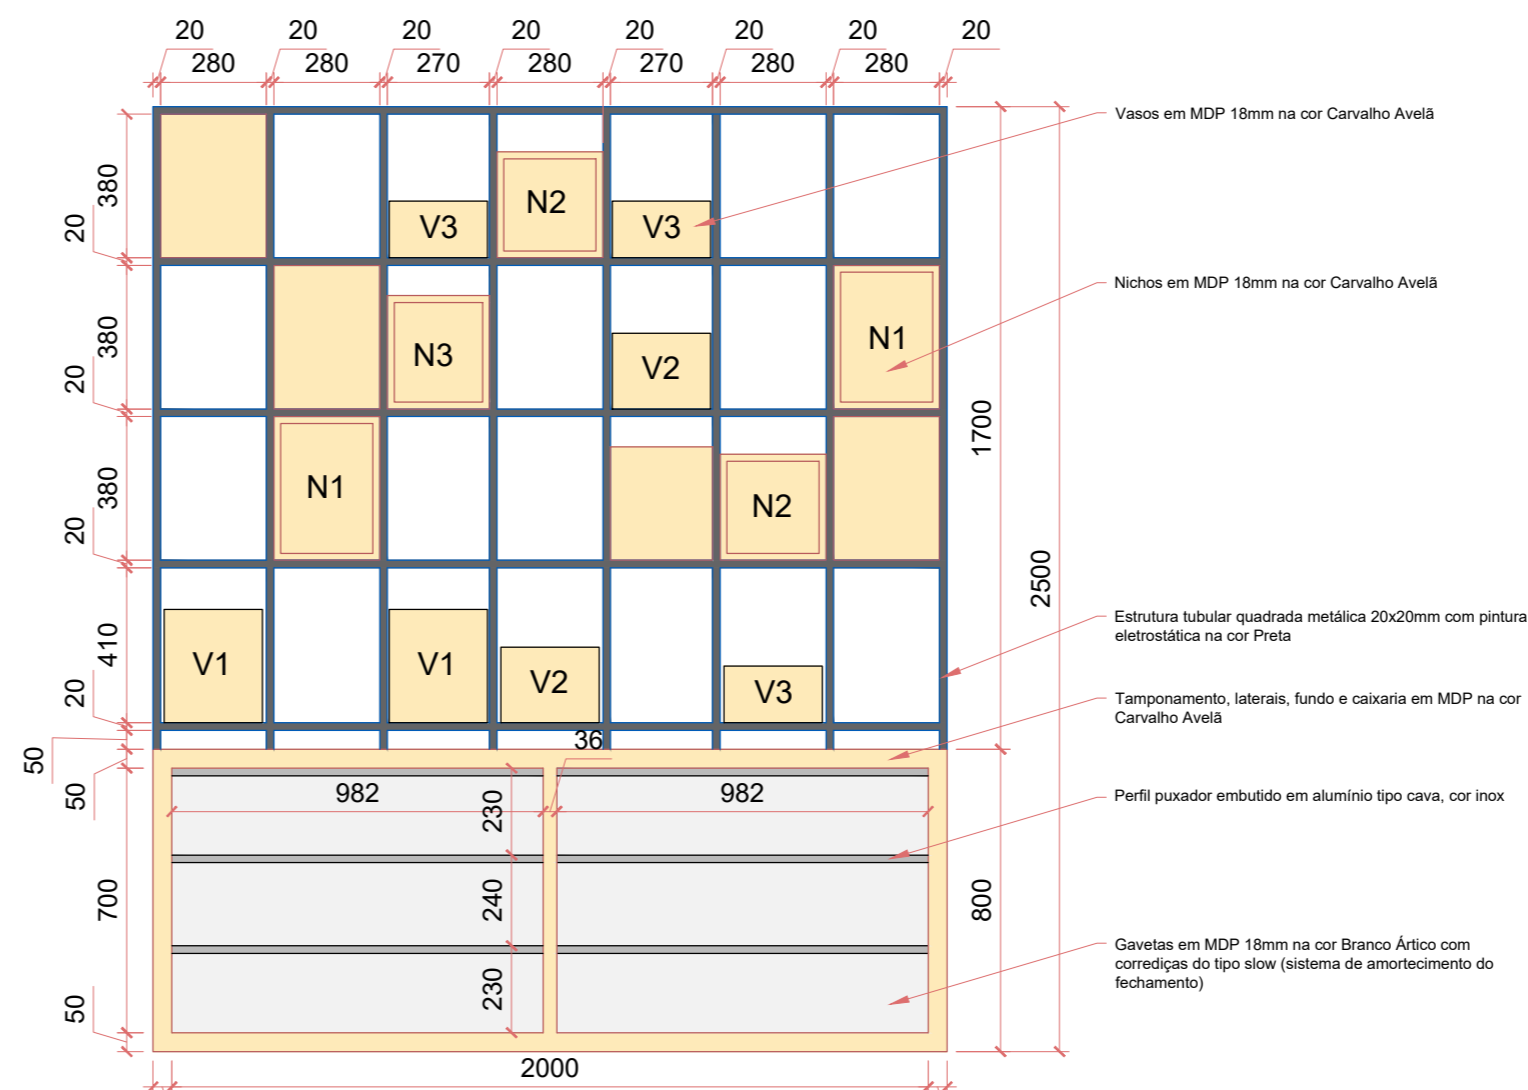 20
20
20
20
20
20
20
20
280
280
270
280
270
280
280
Vasos em MDP 18mm na cor Carvalho Avelã
380
N2
V3
V3
20
Nichos em MDP 18mm na cor Carvalho Avelã
380
N1
N3
V2
20
1700
380
N1
N2
20
2500
Estrutura tubular quadrada metálica 20x20mm com pintura
eletrostática na cor Preta
410
V1
V1
V2
V3
20
Tamponamento, laterais, fundo e caixaria em MDP na cor
Carvalho Avelã
36
50
50
982
982
230
Perfil puxador embutido em alumínio tipo cava, cor inox
700
240
800
Gavetas em MDP 18mm na cor Branco Ártico com
corrediças do tipo slow (sistema de amortecimento do
fechamento)
230
50
2000